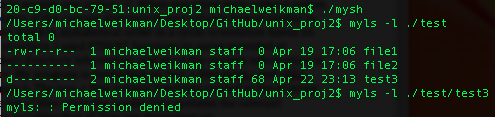 20-c9-d0-bc-79-51:unix_proj2 michaelweikman$ ./mysh
/Users/michaelweikman/Desktop/GitHub/unix_proj2$ myls -l ./test
total 0
-rw-r--r--  1 michaelweikman staff  0 Apr 19 17:06 file1
----------  1 michaelweikman staff  0 Apr 19 17:06 file2
d---------  2 michaelweikman staff 68 Apr 22 23:13 test3
/Users/michaelweikman/Desktop/GitHub/unix_proj2$ myls -l ./test/test3
myls: : Permission denied